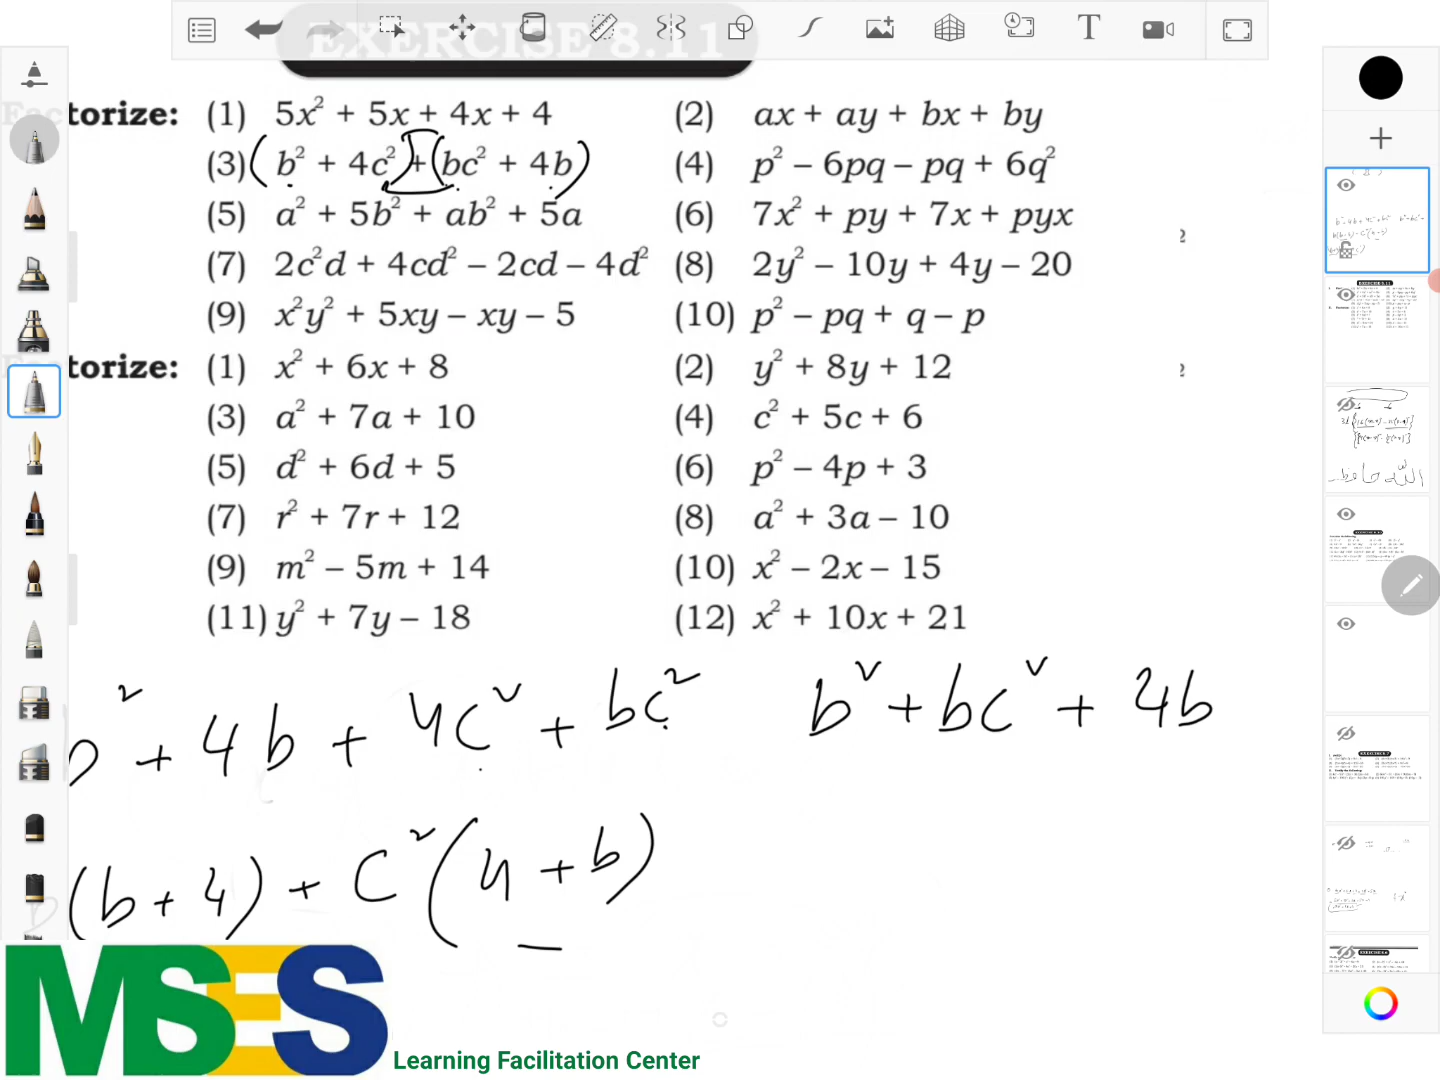 EXERCISE 8.11
torize: (1) 5x² + 5x + 4x + 4 (2) ax + ay + bx + by
(3) (b² + 4c²) + (bc² + 4b) (4) p² – 6pq – pq + 6q²
(5) a² + 5b² + ab² + 5a (6) 7x² + py + 7x + pyx
(7) 2c²d + 4cd² – 2cd – 4d² (8) 2y² – 10y + 4y – 20
(9) x²y² + 5xy – xy – 5 (10) p² – pq + q – p
torize: (1) x² + 6x + 8 (2) y² + 8y + 12
(3) a² + 7a + 10 (4) c² + 5c + 6
(5) d² + 6d + 5 (6) p² – 4p + 3
(7) r² + 7r + 12 (8) a² + 3a – 10
(9) m² – 5m + 14 (10) x² – 2x – 15
(11) y² + 7y – 18 (12) x² + 10x + 21
b² + 4b + 4c² + bc² b² + bc² + 4b
(b + 4) + c² (4 + b)
MSES
Learning Facilitation Center